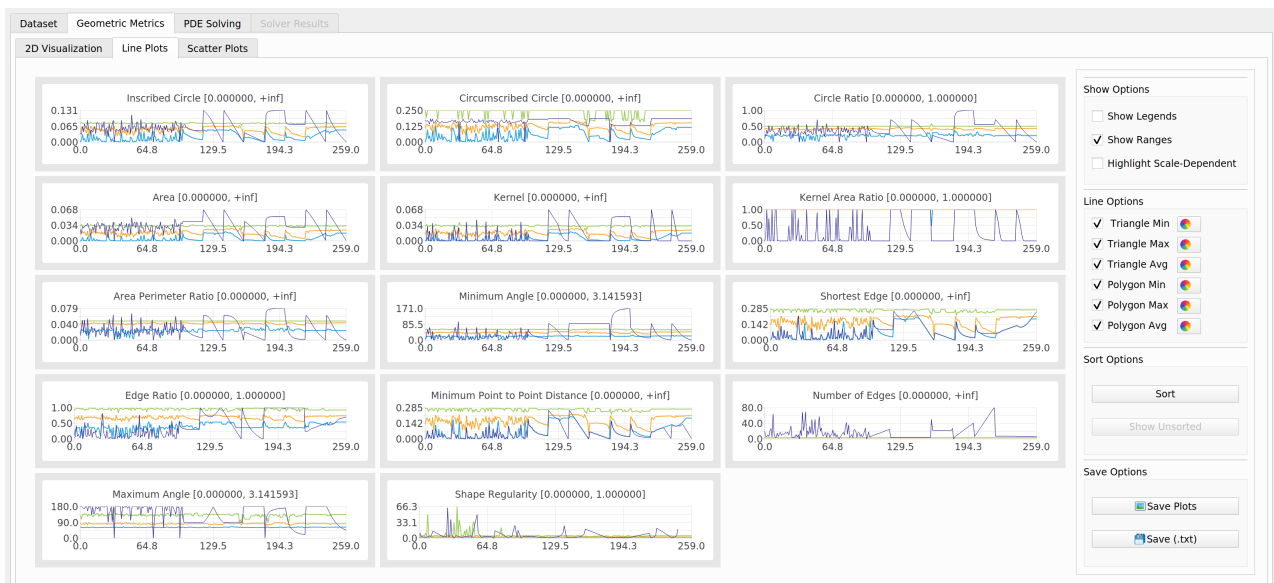 Dataset Geometric Metrics PDE Solving Solver Results
2D Visualization Line Plots Scatter Plots
Inscribed Circle [0.000000, +inf]
0.131
0.065
0.000
0.0 64.8 129.5 194.3 259.0
Circumscribed Circle [0.000000, +inf]
0.250
0.125
0.000
0.0 64.8 129.5 194.3 259.0
Circle Ratio [0.000000, 1.000000]
1.00
0.50
0.00
0.0 64.8 129.5 194.3 259.0
Area [0.000000, +inf]
0.068
0.034
0.000
0.0 64.8 129.5 194.3 259.0
Kernel [0.000000, +inf]
0.068
0.034
0.000
0.0 64.8 129.5 194.3 259.0
Kernel Area Ratio [0.000000, 1.000000]
1.00
0.50
0.00
0.0 64.8 129.5 194.3 259.0
Area Perimeter Ratio [0.000000, +inf]
0.079
0.040
0.000
0.0 64.8 129.5 194.3 259.0
Minimum Angle [0.000000, 3.141593]
171.0
85.5
0.0
0.0 64.8 129.5 194.3 259.0
Shortest Edge [0.000000, +inf]
0.285
0.142
0.000
0.0 64.8 129.5 194.3 259.0
Edge Ratio [0.000000, 1.000000]
1.00
0.50
0.00
0.0 64.8 129.5 194.3 259.0
Minimum Point to Point Distance [0.000000, +inf]
0.285
0.142
0.000
0.0 64.8 129.5 194.3 259.0
Number of Edges [0.000000, +inf]
80.0
40.0
0.0
0.0 64.8 129.5 194.3 259.0
Maximum Angle [0.000000, 3.141593]
180.0
90.0
0.0
0.0 64.8 129.5 194.3 259.0
Shape Regularity [0.000000, 1.000000]
66.3
33.1
0.0
0.0 64.8 129.5 194.3 259.0
Show Options
Show Legends
Show Ranges
Highlight Scale-Dependent
Line Options
Triangle Min
Triangle Max
Triangle Avg
Polygon Min
Polygon Max
Polygon Avg
Sort Options
Sort
Show Unsorted
Save Options
Save Plots
Save (.txt)